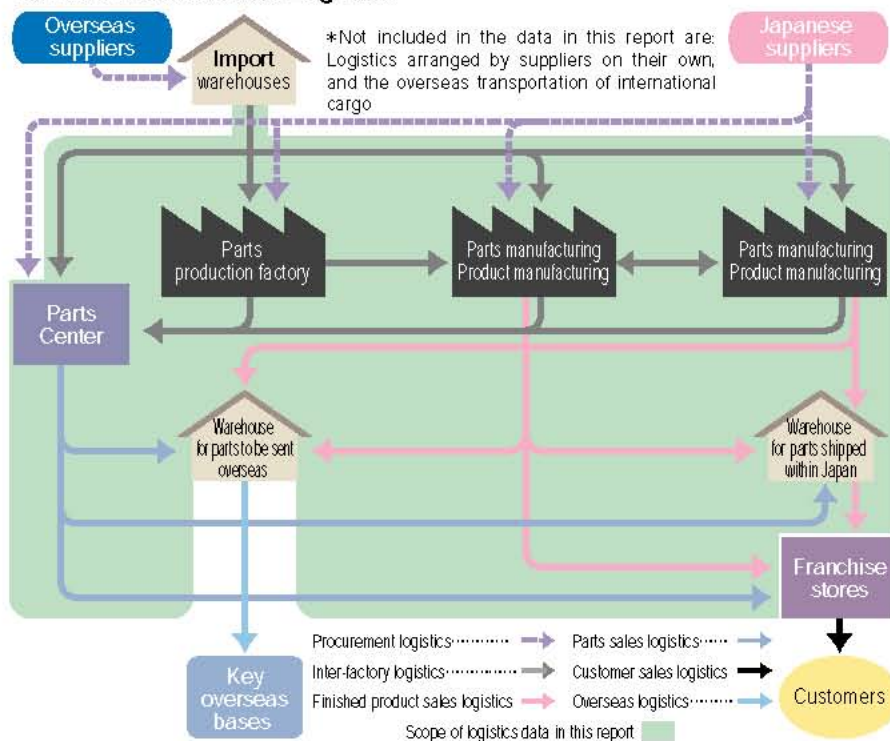 Overseas
suppliers
Import
warehouses
*Not included in the data in this report are:
Logistics arranged by suppliers on their own,
and the overseas transportation of international
cargo
Japanese
suppliers
Parts
production factory
Parts manufacturing
Product manufacturing
Parts manufacturing
Product manufacturing
Parts
Center
Warehouse
for parts to be sent
overseas
Warehouse
for parts shipped
within Japan
Franchise
stores
Key
overseas
bases
Procurement logistics
Inter-factory logistics
Finished product sales logistics
Parts sales logistics
Customer sales logistics
Overseas logistics
Scope of logistics data in this report
Customers